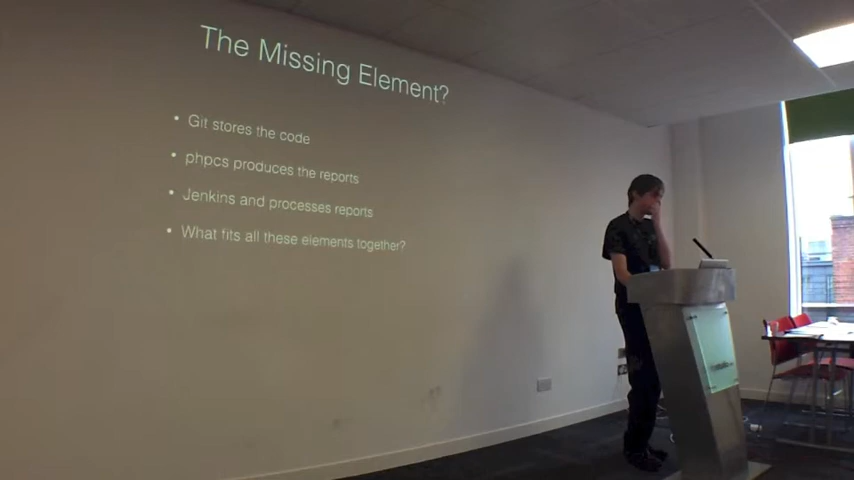 The Missing Element?
• Git stores the code
• phpcs produces the reports
• Jenkins and processes reports
• What fits all these elements together?